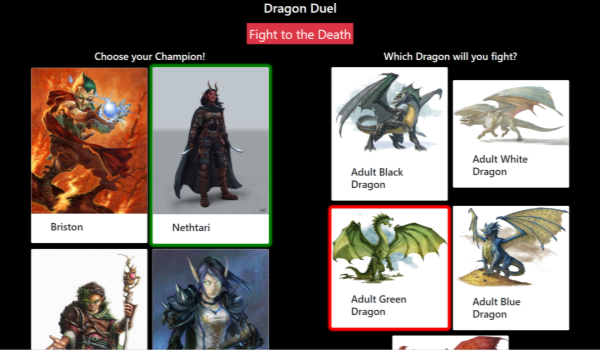 Dragon Duel
Fight to the Death
Choose your Champion!
Which Dragon will you fight?
Briston
Nethtari
Adult Black
Dragon
Adult White
Dragon
Adult Green
Dragon
Adult Blue
Dragon